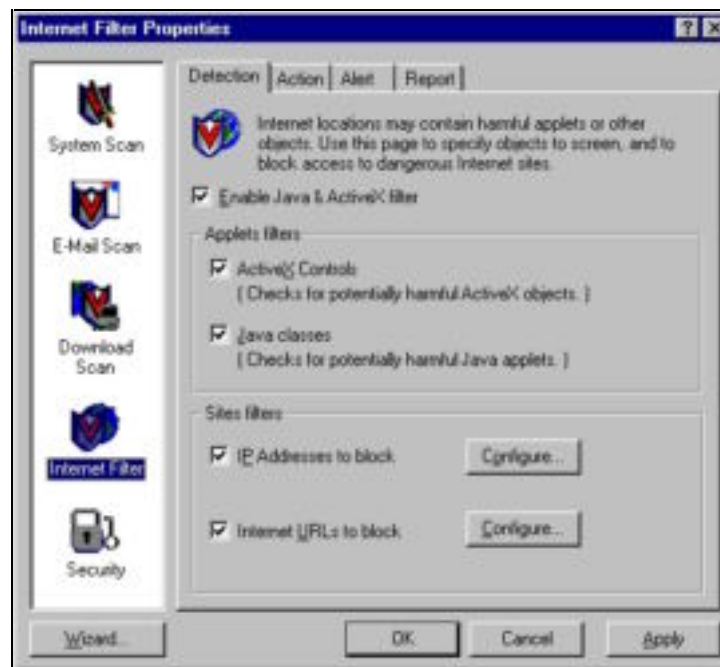 Internet Filter Properties
System Scan
E-Mail Scan
Download
Scan
Internet Filter
Security
Detection
Action
Alert
Report
Internet locations may contain harmful applets or other
objects. Use this page to specify objects to screen, and to
block access to dangerous Internet sites.
Enable Java & ActiveX filter
Applets filters
ActiveX Controls
( Checks for potentially harmful ActiveX objects. )
Java classes
( Checks for potentially harmful Java applets. )
Sites filters
IP Addresses to block
Configure...
Internet URLs to block
Configure...
Wizard...
OK
Cancel
Apply